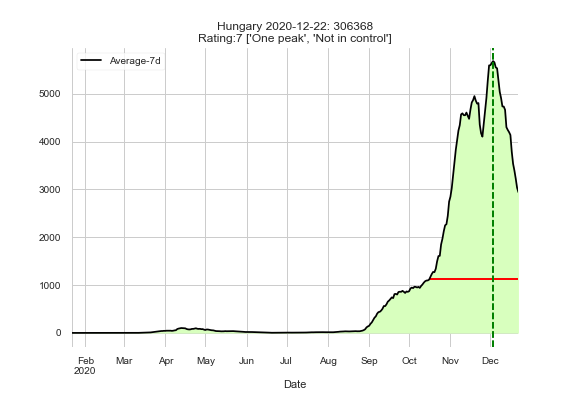 Hungary 2020-12-22: 306368
Rating:7 ['One peak', 'Not in control']
Average-7d
5000
4000
3000
2000
1000
0
Feb Mar Apr May Jun Jul Aug Sep Oct Nov Dec
2020
Date